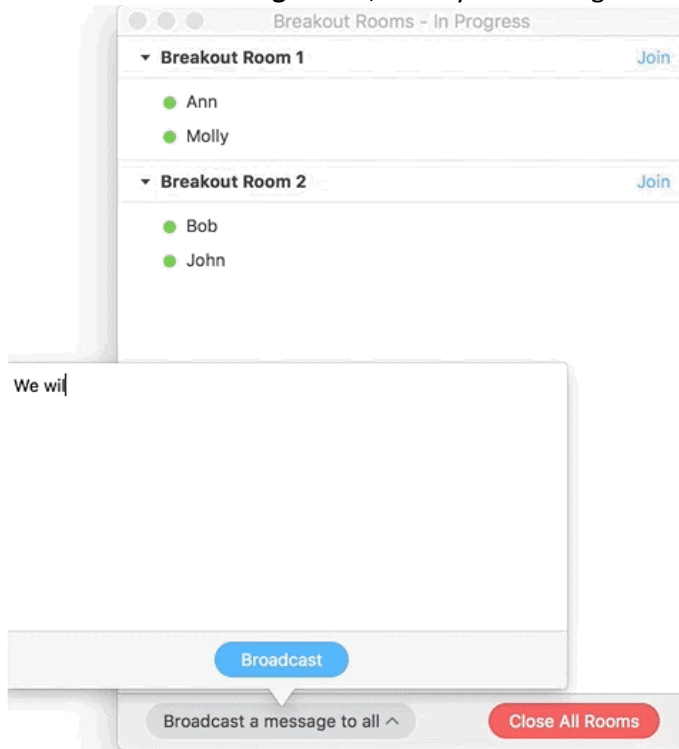 Breakout Rooms - In Progress
Breakout Room 1 Join
Ann
Molly
Breakout Room 2 Join
Bob
John
We wil
Broadcast
Broadcast a message to all
Close All Rooms